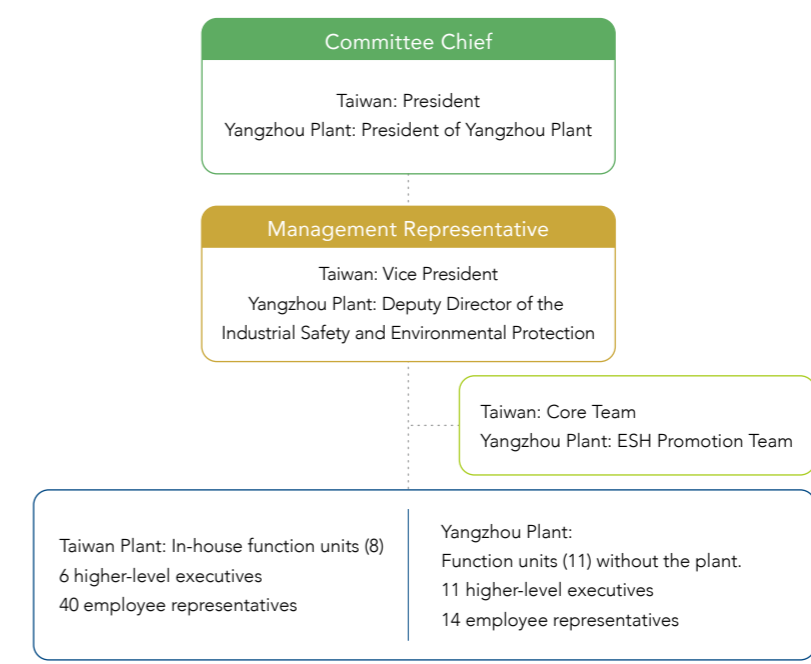 Committee Chief
Taiwan: President
Yangzhou Plant: President of Yangzhou Plant
Management Representative
Taiwan: Vice President
Yangzhou Plant: Deputy Director of the
Industrial Safety and Environmental Protection
Taiwan: Core Team
Yangzhou Plant: ESH Promotion Team
Taiwan Plant: In-house function units (8)
6 higher-level executives
40 employee representatives
Yangzhou Plant:
Function units (11) without the plant.
11 higher-level executives
14 employee representatives